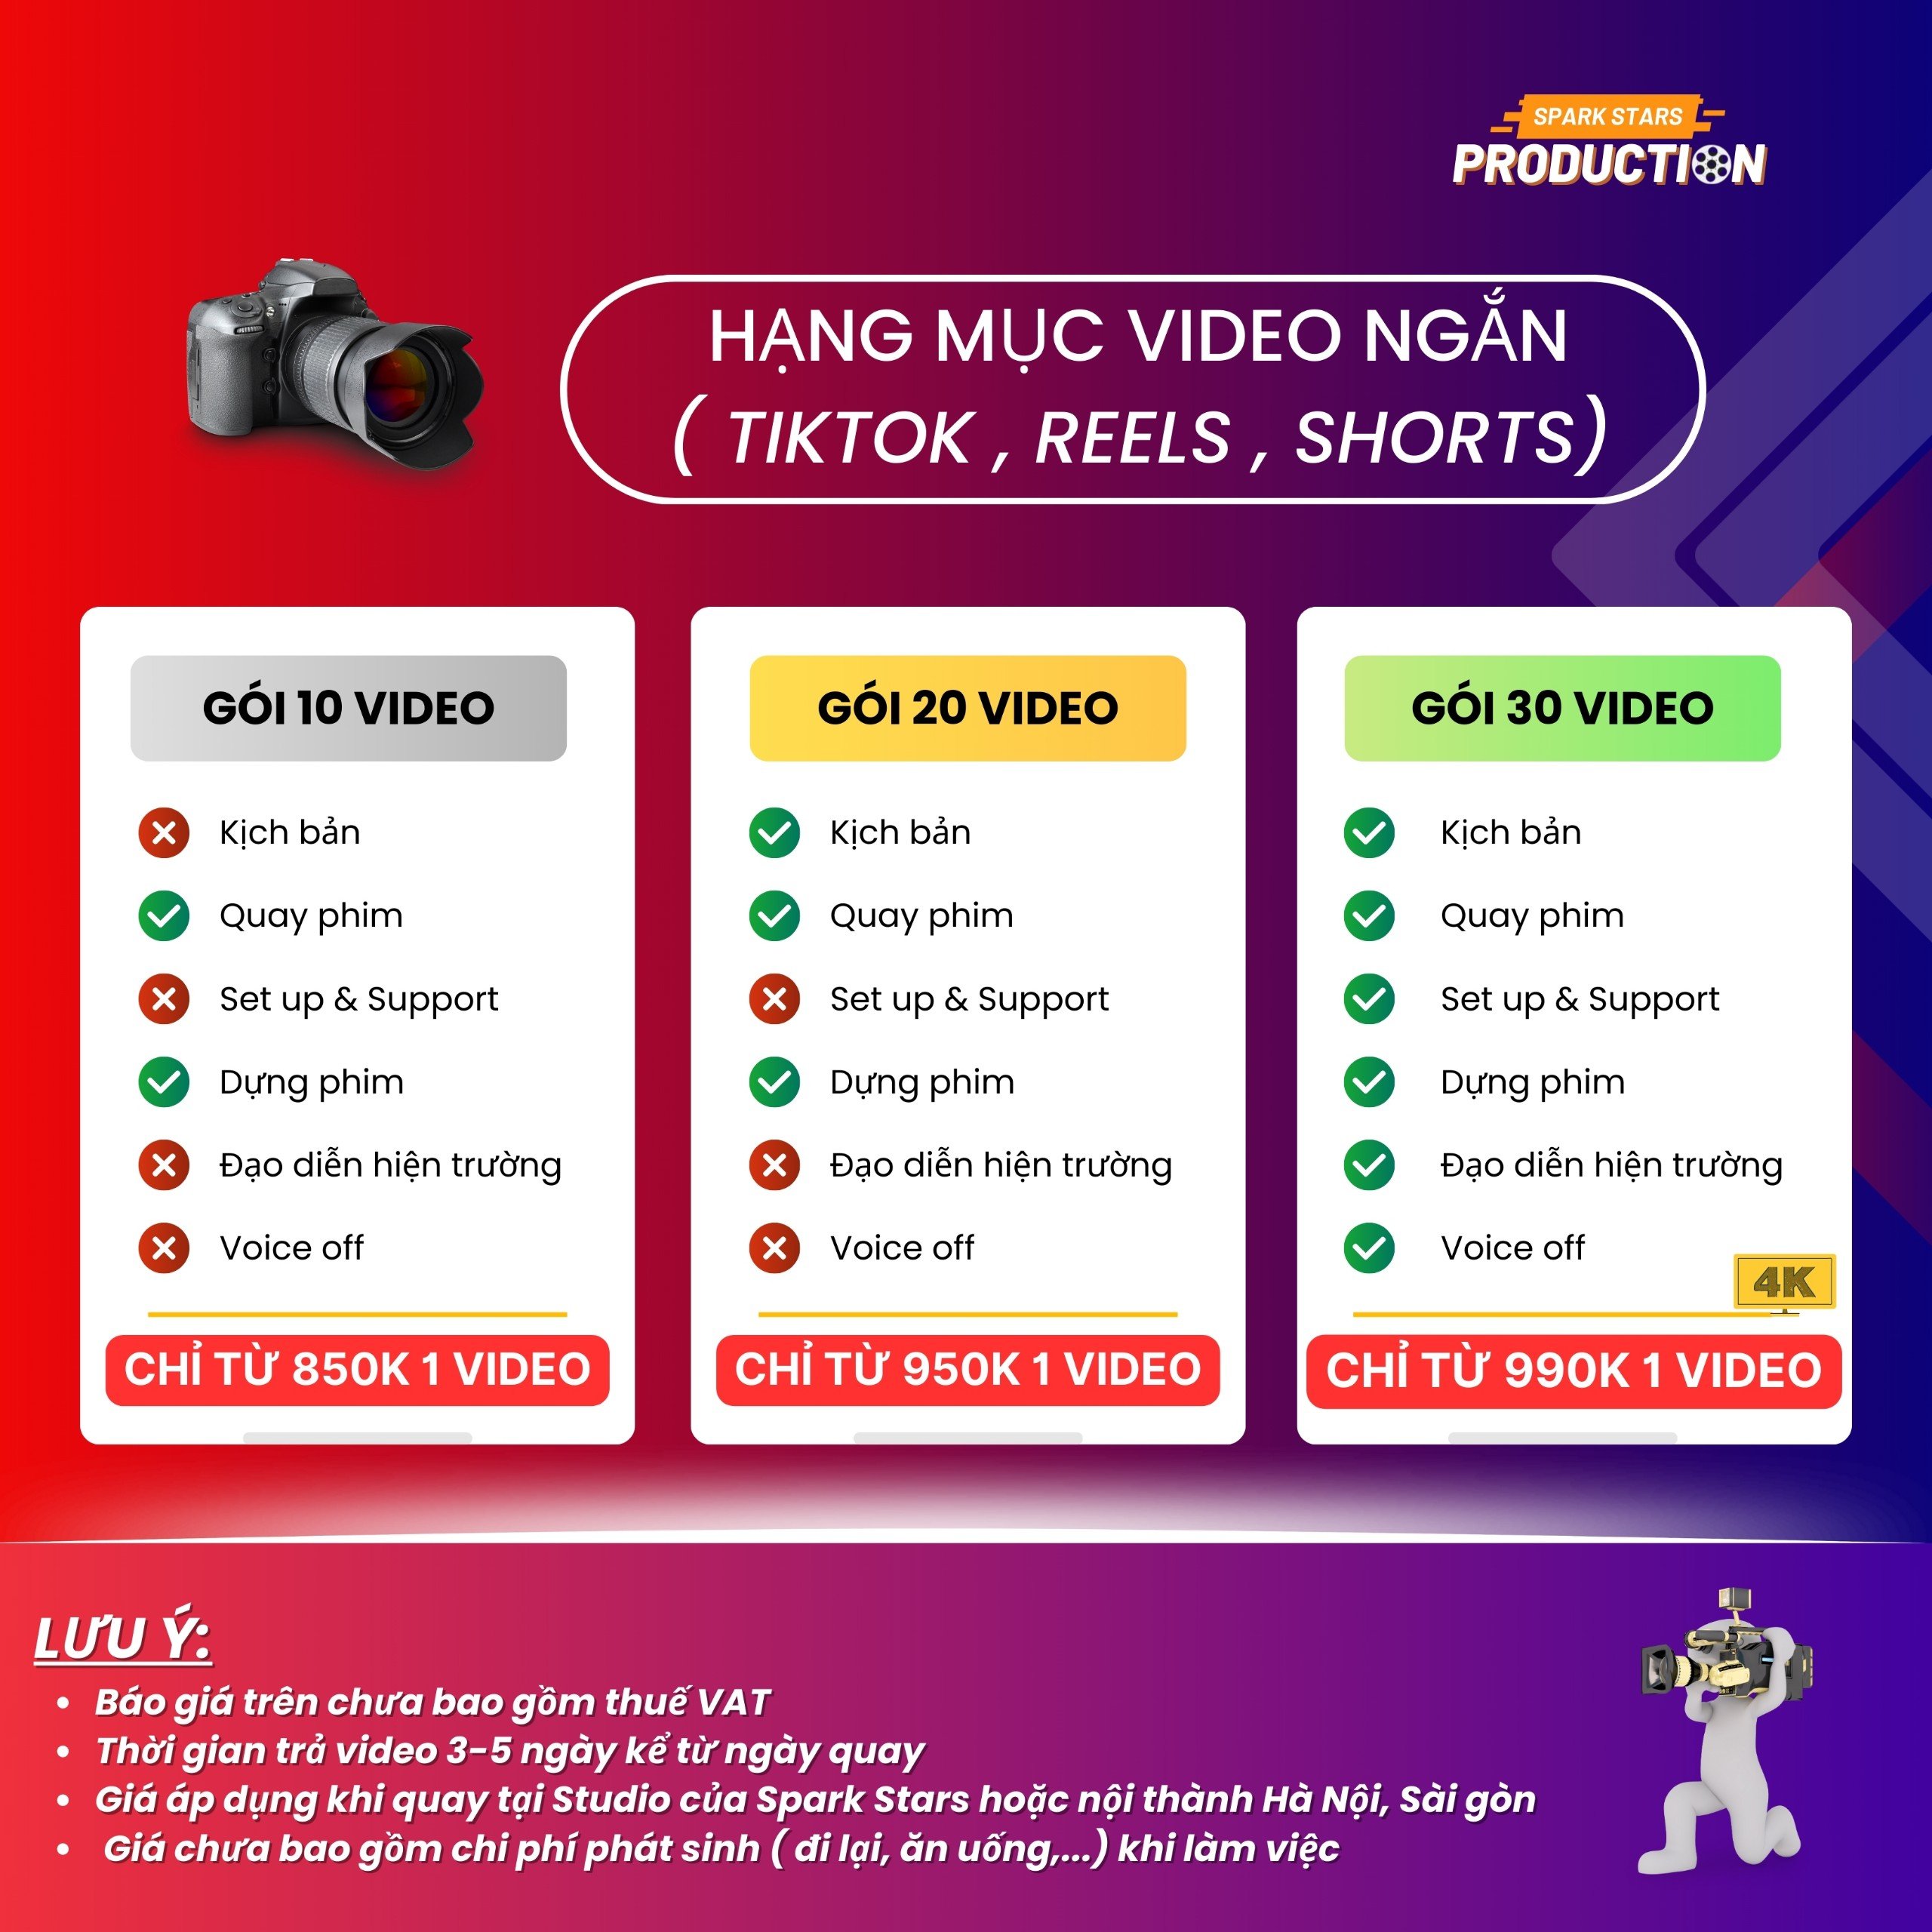 SPARK STARS
PRODUCTION
HẠNG MỤC VIDEO NGẮN
( TIKTOK , REELS , SHORTS)
GÓI 10 VIDEO
Kịch bản
Quay phim
Set up & Support
Dựng phim
Đạo diễn hiện trường
Voice off
CHỈ TỪ 850K 1 VIDEO
GÓI 20 VIDEO
Kịch bản
Quay phim
Set up & Support
Dựng phim
Đạo diễn hiện trường
Voice off
CHỈ TỪ 950K 1 VIDEO
GÓI 30 VIDEO
Kịch bản
Quay phim
Set up & Support
Dựng phim
Đạo diễn hiện trường
Voice off
4K
CHỈ TỪ 990K 1 VIDEO
LƯU Ý:
• Báo giá trên chưa bao gồm thuế VAT
• Thời gian trả video 3-5 ngày kể từ ngày quay
• Giá áp dụng khi quay tại Studio của Spark Stars hoặc nội thành Hà Nội, Sài gòn
• Giá chưa bao gồm chi phí phát sinh ( đi lại, ăn uống,...) khi làm việc